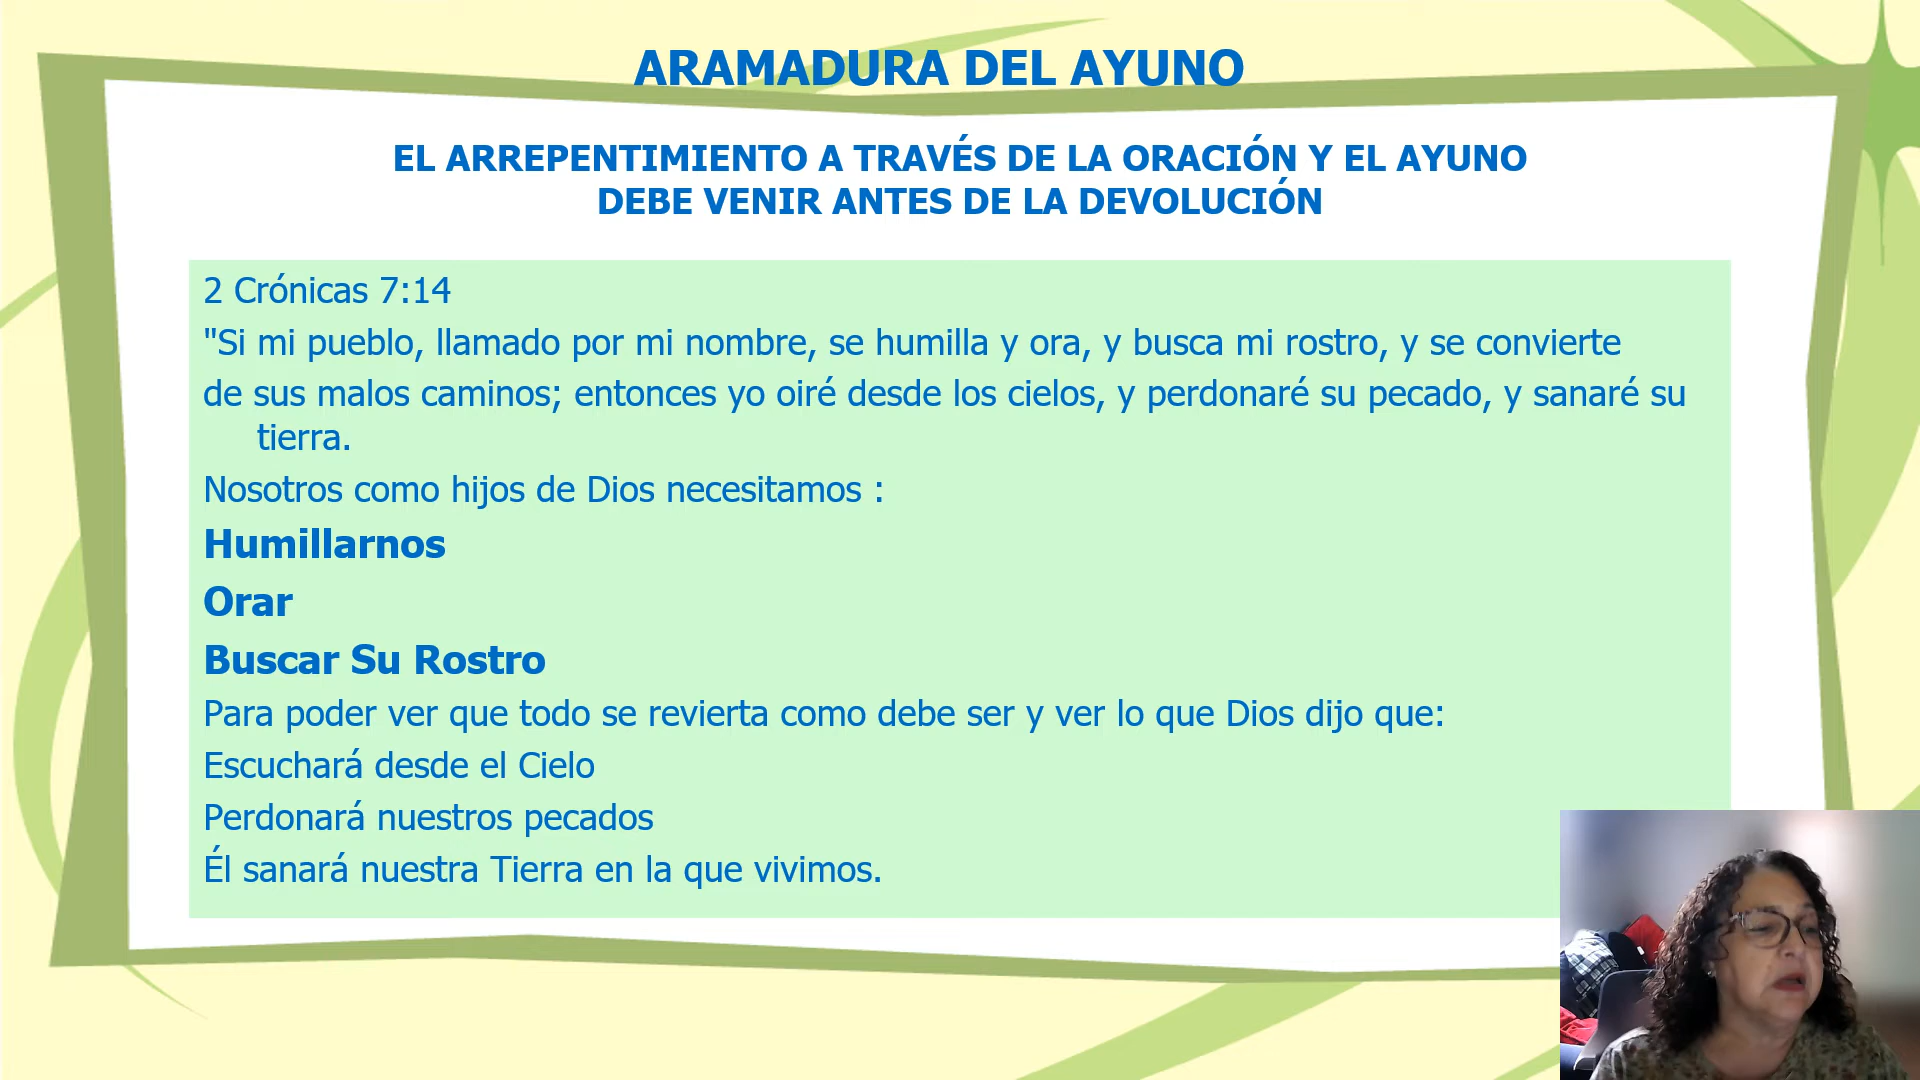 ARAMADURA DEL AYUNO
EL ARREPENTIMIENTO A TRAVÉS DE LA ORACIÓN Y EL AYUNO
DEBE VENIR ANTES DE LA DEVOLUCIÓN
2 Crónicas 7:14
"Si mi pueblo, llamado por mi nombre, se humilla y ora, y busca mi rostro, y se convierte
de sus malos caminos; entonces yo oiré desde los cielos, y perdonaré su pecado, y sanaré su
tierra.
Nosotros como hijos de Dios necesitamos :
Humillarnos
Orar
Buscar Su Rostro
Para poder ver que todo se revierta como debe ser y ver lo que Dios dijo que:
Escuchará desde el Cielo
Perdonará nuestros pecados
Él sanará nuestra Tierra en la que vivimos.